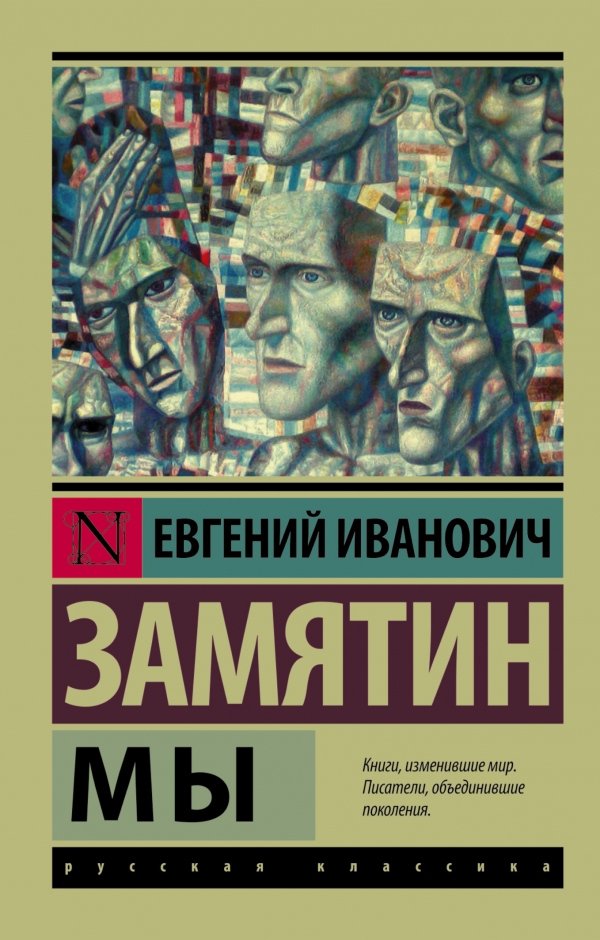 N
ЕВГЕНИЙ ИВАНОВИЧ
ЗАМЯТИН
МЫ
Книги, изменившие мир.
Писатели, объединившие
поколения.
русская классика